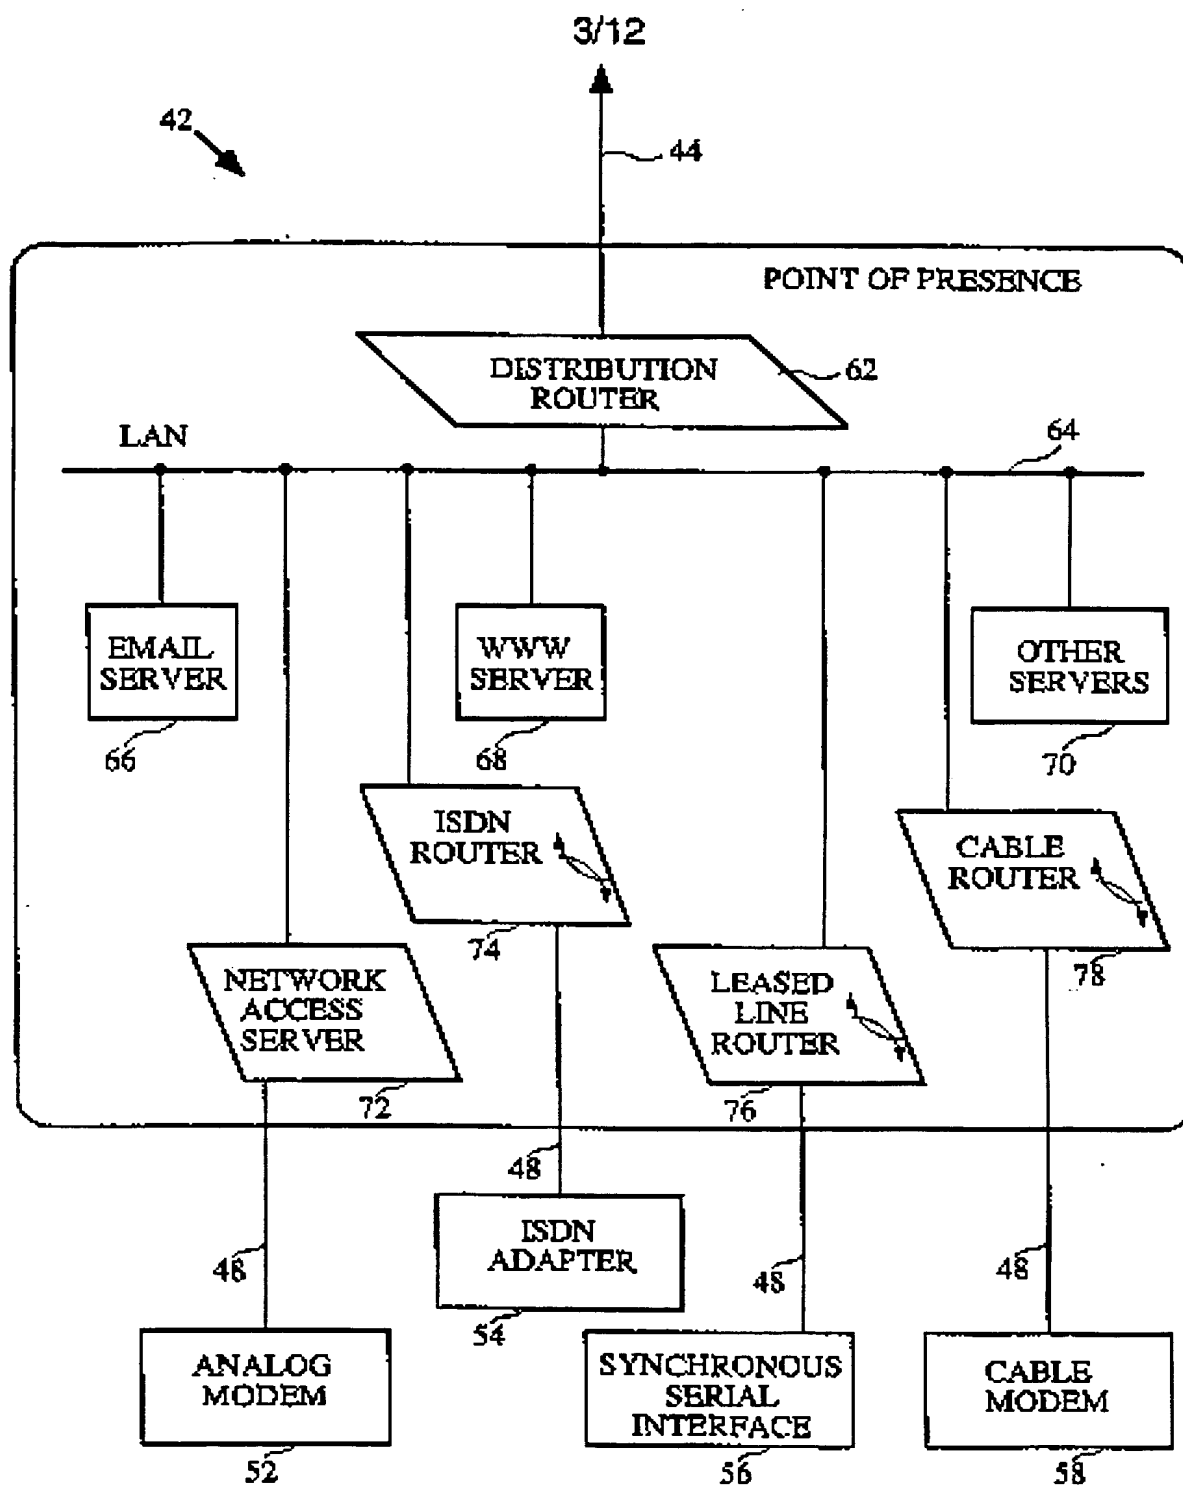 3/12
42
44
POINT OF PRESENCE
DISTRIBUTION
ROUTER
62
LAN
64
EMAIL
SERVER
66
WWW
SERVER
68
OTHER
SERVERS
70
ISDN
ROUTER
74
CABLE
ROUTER
78
NETWORK
ACCESS
SERVER
72
LEASED
LINE
ROUTER
76
48
ISDN
ADAPTER
54
48
48
48
ANALOG
MODEM
52
SYNCHRONOUS
SERIAL
INTERFACE
56
CABLE
MODEM
58